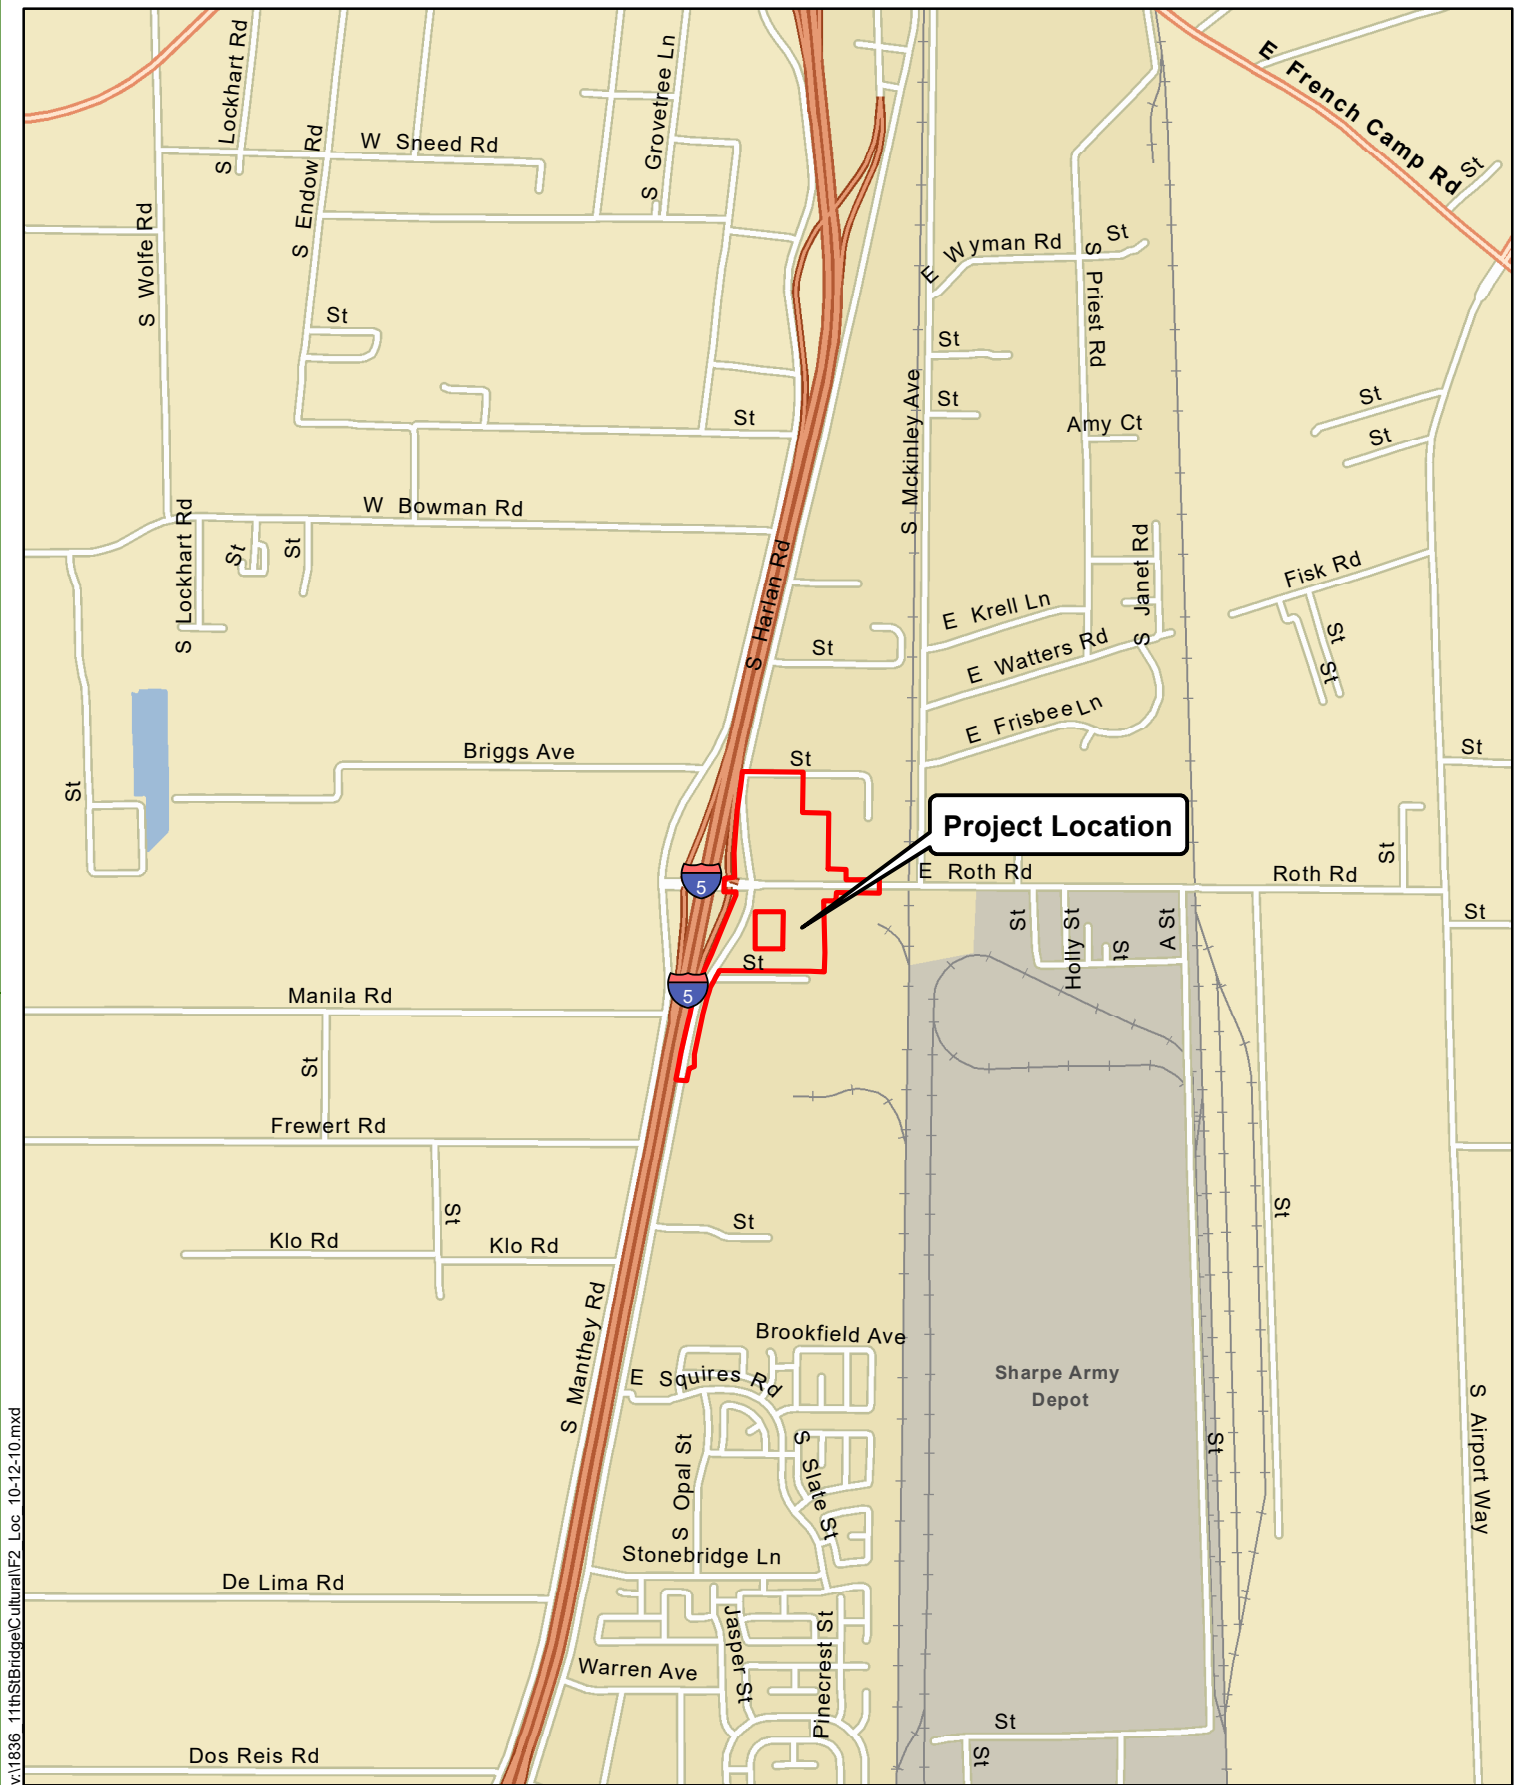 S Lockhart Rd
S Grovetree Ln
E French Camp Rd
W Sneed Rd
S Endow Rd
St
S Wolfe Rd
E Wyman Rd
St
S Priest Rd
St
St
St
St
S Mckinley Ave
St
Amy Ct
St
W Bowman Rd
S Lockhart Rd
St
St
S Harlan Rd
S Janet Rd
Fisk Rd
E Krell Ln
St
St
St
E Watters Rd
E Frisbee Ln
Briggs Ave
St
St
St
Project Location
St
5
E Roth Rd
Roth Rd
St
St
Holly St
St
A St
St
5
Manila Rd
St
Frewert Rd
St
St
St
Klo Rd
Klo Rd
S Manthey Rd
Brookfield Ave
E Squires Rd
Sharpe Army
Depot
S Opal St
S Slate St
St
S Airport Way
Stonebridge Ln
De Lima Rd
Jasper St
Pinecrest St
Warren Ave
St
St
Dos Reis Rd
v:\1836_11thStBridge\Cultural\F2_Loc_10-12-10.mxd